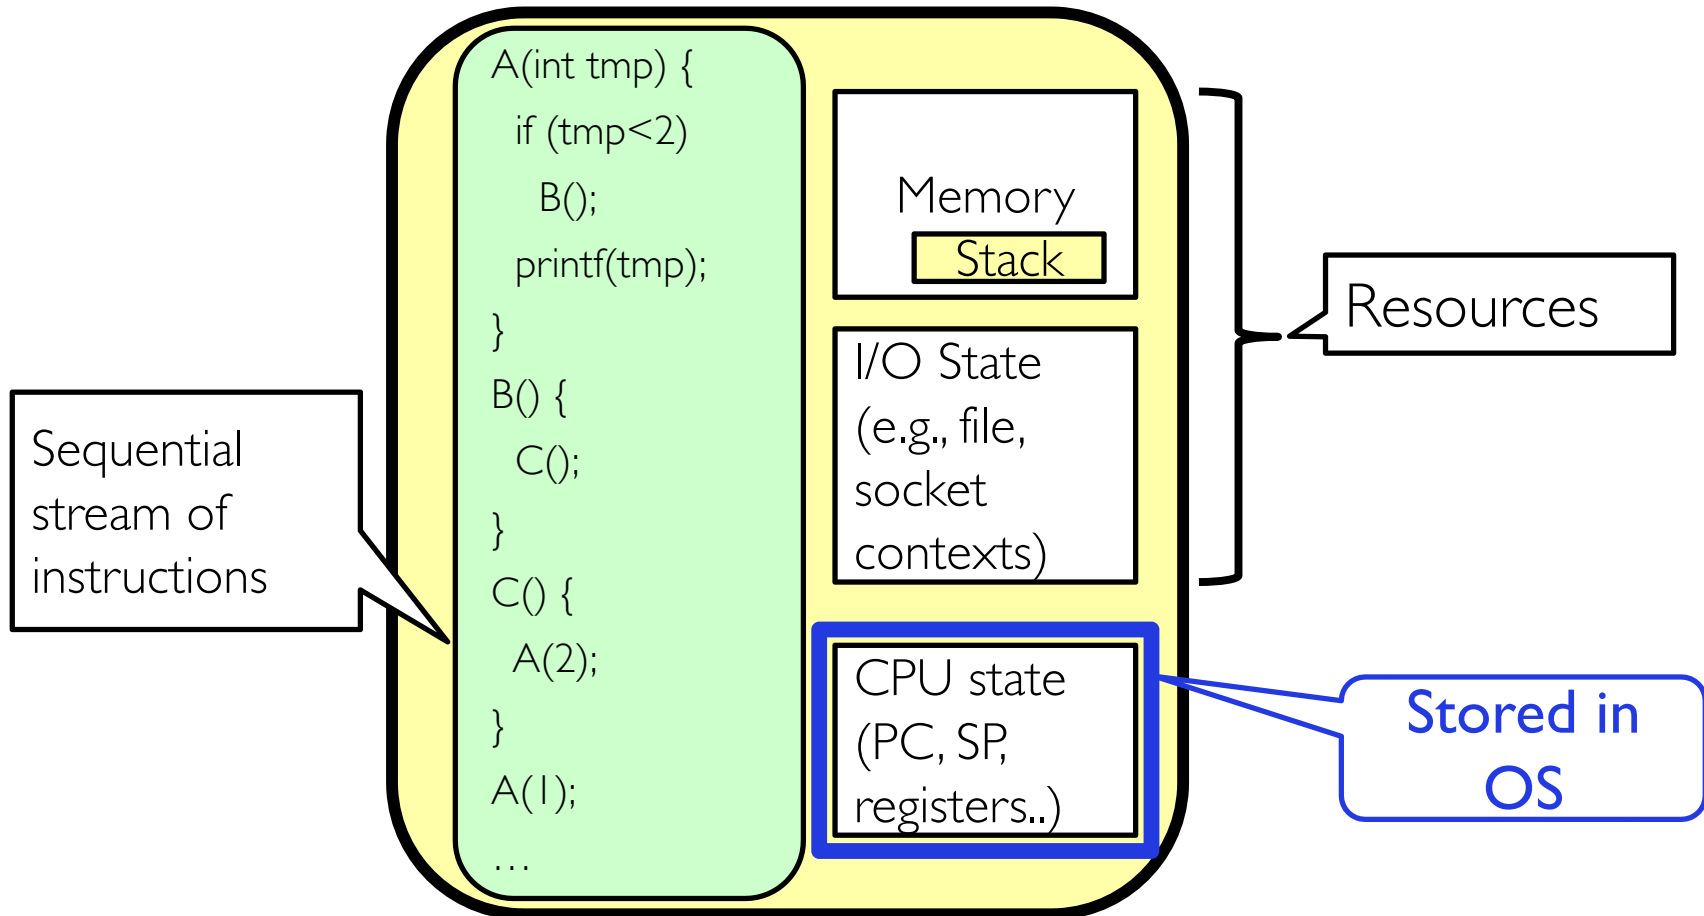 A(int tmp) {
if (tmp<2)
B();
printf(tmp);
}
B() {
C();
}
C() {
A(2);
}
A(1);
…
Sequential
stream of
instructions
Memory
Stack
I/O State
(e.g., file,
socket
contexts)
CPU state
(PC, SP,
registers..)
Resources
Stored in
OS